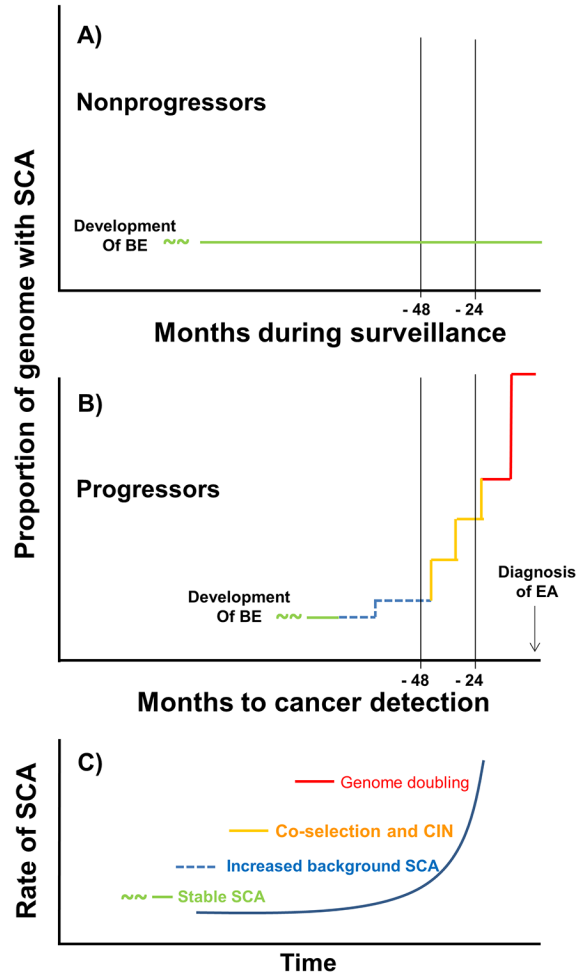 Proportion of genome with SCA
A)
Nonprogressors
Development
Of BE
~~
- 48
- 24
Months during surveillance
B)
Progressors
Development
Of BE
~~
Diagnosis
of EA
- 48
- 24
Months to cancer detection
Rate of SCA
C)
Genome doubling
Co-selection and CIN
Increased background SCA
~~
Stable SCA
Time